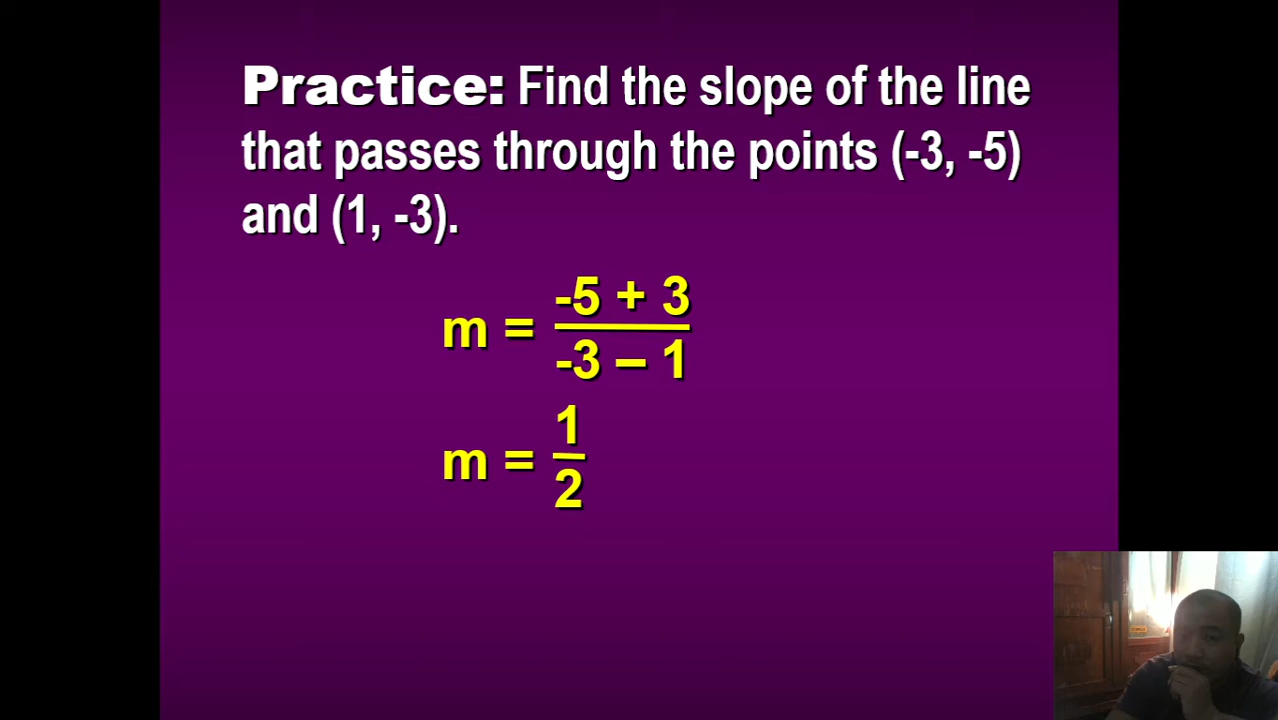 Practice: Find the slope of the line
that passes through the points (-3, -5)
and (1, -3).
m = -5 + 3
-3 – 1
m = 1
2